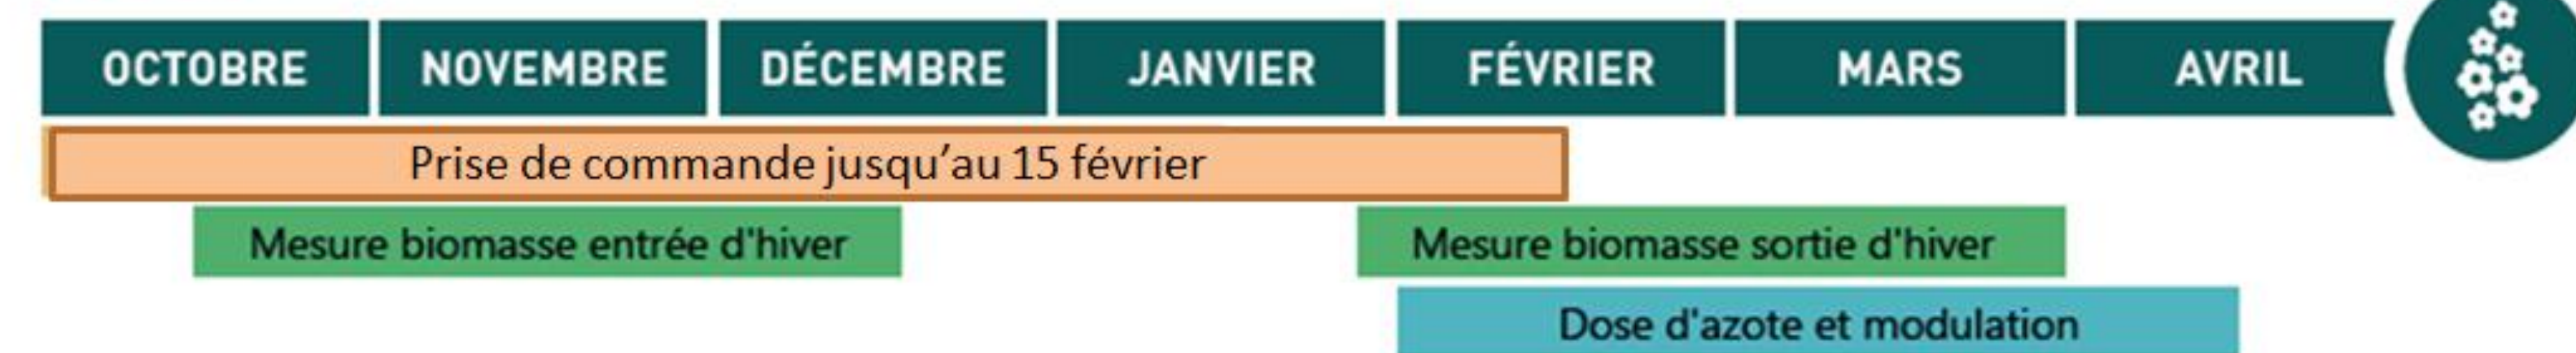 OCTOBRE NOVEMBRE DÉCEMBRE JANVIER FÉVRIER MARS AVRIL
Prise de commande jusqu'au 15 février
Mesure biomasse entrée d'hiver Mesure biomasse sortie d'hiver
Dose d'azote et modulation